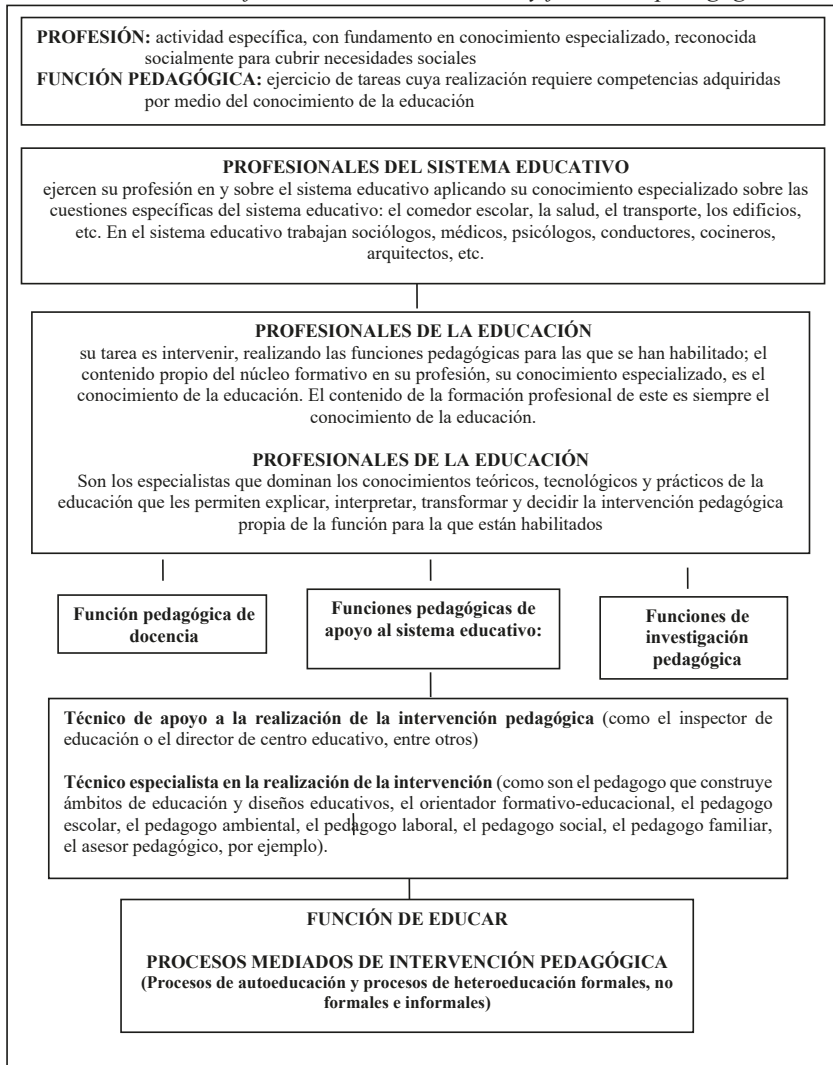 PROFESIÓN: actividad específica, con fundamento en conocimiento especializado, reconocida
socialmente para cubrir necesidades sociales
FUNCIÓN PEDAGÓGICA: ejercicio de tareas cuya realización requiere competencias adquiridas
por medio del conocimiento de la educación
PROFESIONALES DEL SISTEMA EDUCATIVO
ejercen su profesión en y sobre el sistema educativo aplicando su conocimiento especializado sobre las
cuestiones específicas del sistema educativo: el comedor escolar, la salud, el transporte, los edificios,
etc. En el sistema educativo trabajan sociólogos, médicos, psicólogos, conductores, cocineros,
arquitectos, etc.
PROFESIONALES DE LA EDUCACIÓN
su tarea es intervenir, realizando las funciones pedagógicas para las que se han habilitado; el
contenido propio del núcleo formativo en su profesión, su conocimiento especializado, es el
conocimiento de la educación. El contenido de la formación profesional de este es siempre el
conocimiento de la educación.
PROFESIONALES DE LA EDUCACIÓN
Son los especialistas que dominan los conocimientos teóricos, tecnológicos y prácticos de la
educación que les permiten explicar, interpretar, transformar y decidir la intervención pedagógica
propia de la función para la que están habilitados
Función pedagógica de
docencia
Funciones pedagógicas de
apoyo al sistema educativo:
Funciones de
investigación
pedagógica
Técnico de apoyo a la realización de la intervención pedagógica (como el inspector de
educación o el director de centro educativo, entre otros)
Técnico especialista en la realización de la intervención (como son el pedagogo que construye
ámbitos de educación y diseños educativos, el orientador formativo-educacional, el pedagogo
escolar, el pedagogo ambiental, el pedagogo laboral, el pedagogo social, el pedagogo familiar,
el asesor pedagógico, por ejemplo).
FUNCIÓN DE EDUCAR
PROCESOS MEDIADOS DE INTERVENCIÓN PEDAGÓGICA
(Procesos de autoeducación y procesos de heteroeducación formales, no
formales e informales)